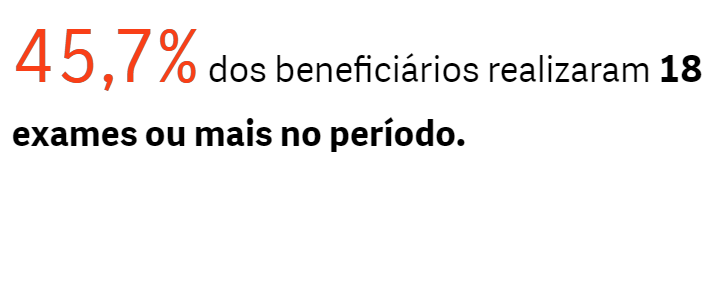 45,7% dos beneficiários realizaram 18
exames ou mais no período.